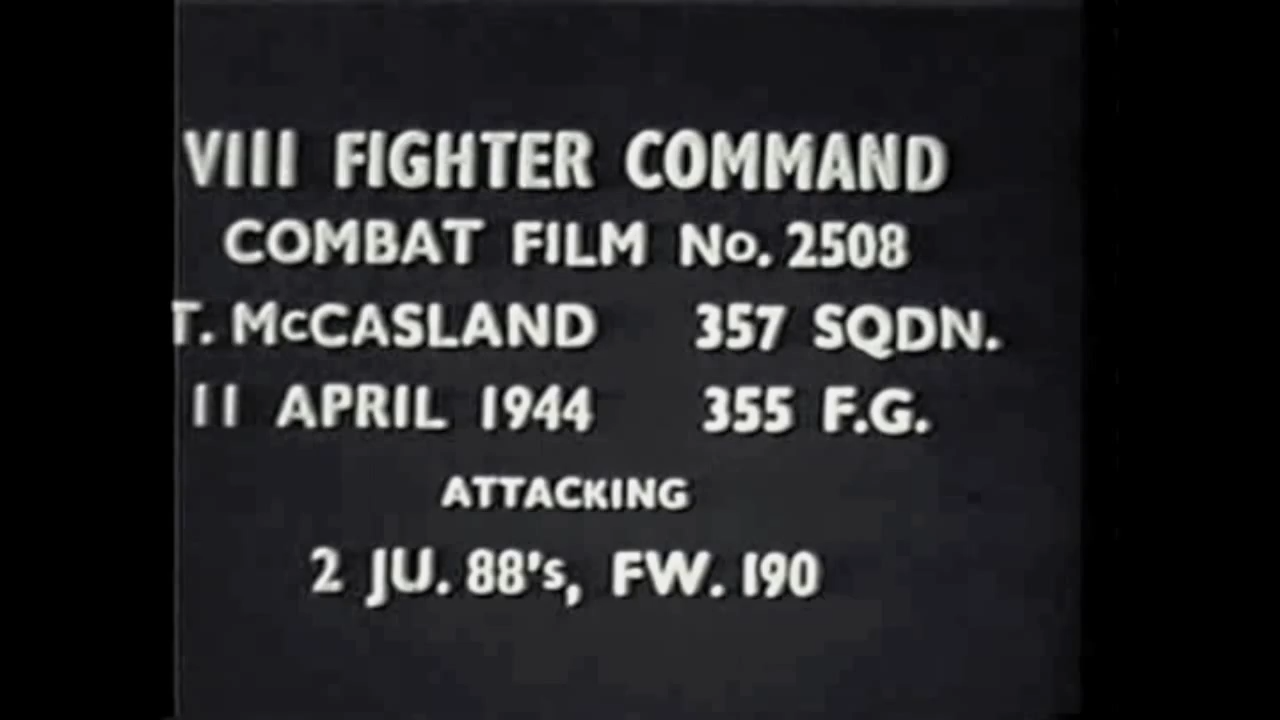 VIII FIGHTER COMMAND
COMBAT FILM No. 2508
T. McCASLAND 357 SQDN.
11 APRIL 1944 355 F.G.
ATTACKING
2 JU. 88's, FW. 190